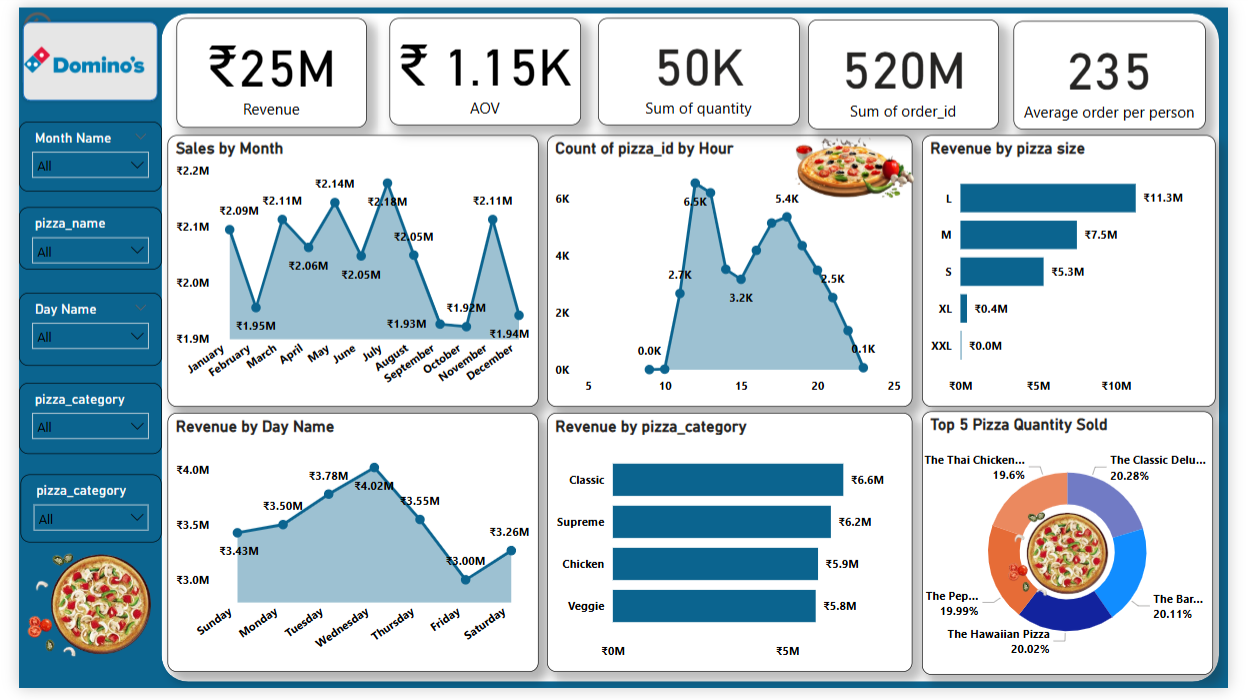 Domino's
Month Name
All
pizza_name
All
Day Name
All
pizza_category
All
pizza_category
All
₹25M
Revenue
₹ 1.15K
AOV
50K
Sum of quantity
520M
Sum of order_id
235
Average order per person
Sales by Month
₹2.2M
₹2.1M
₹2.0M
₹1.9M
₹2.09M
₹1.95M
₹2.11M
₹2.06M
₹2.14M
₹2.05M
₹2.18M
₹2.05M
₹1.93M
₹1.92M
₹2.11M
₹1.94M
January
February
March
April
May
June
July
August
September
October
November
December
Count of pizza_id by Hour
6K
4K
2K
0K
0.0K
2.7K
6.5K
3.2K
5.4K
2.5K
0.1K
5
10
15
20
25
Revenue by pizza size
L
₹11.3M
M
₹7.5M
S
₹5.3M
XL
₹0.4M
XXL
₹0.0M
₹0M
₹5M
₹10M
Revenue by Day Name
₹4.0M
₹3.5M
₹3.0M
₹3.43M
₹3.50M
₹3.78M
₹4.02M
₹3.55M
₹3.00M
₹3.26M
Sunday
Monday
Tuesday
Wednesday
Thursday
Friday
Saturday
Revenue by pizza_category
Classic
₹6.6M
Supreme
₹6.2M
Chicken
₹5.9M
Veggie
₹5.8M
₹0M
₹5M
Top 5 Pizza Quantity Sold
The Thai Chicken...
19.6%
The Classic Delu...
20.28%
The Pep...
19.99%
The Bar...
20.11%
The Hawaiian Pizza
20.02%